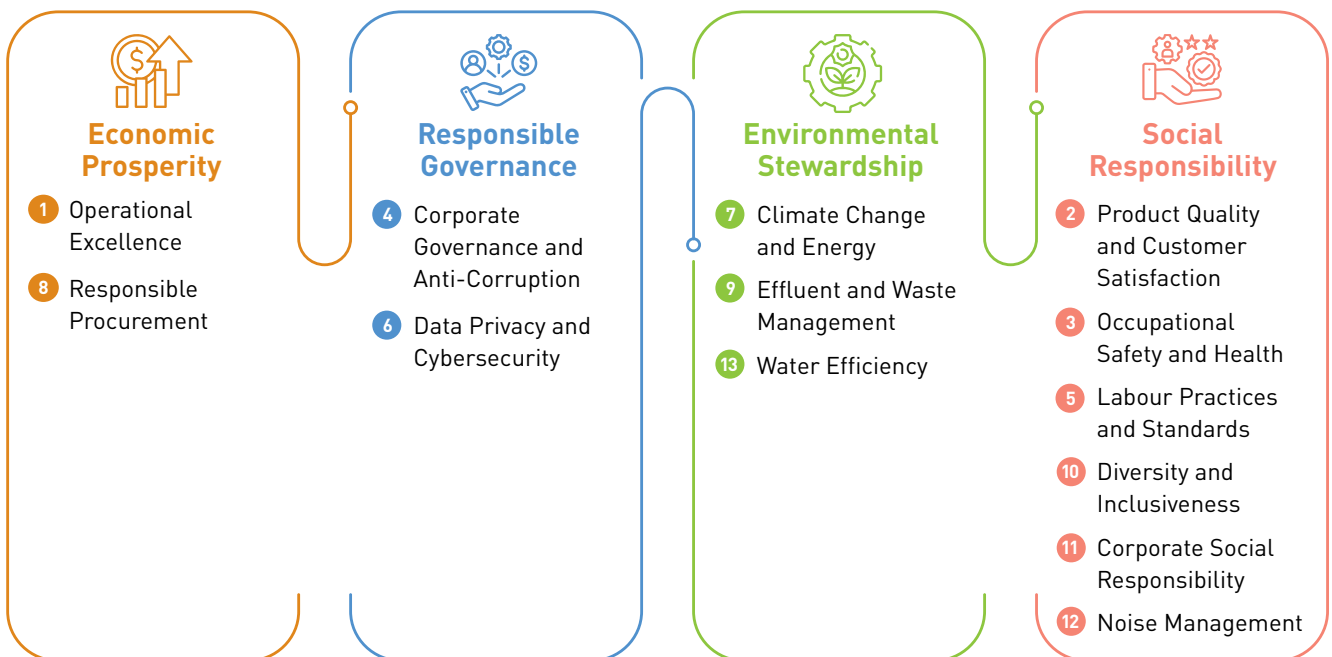 Economic
Prosperity
1 Operational
Excellence
8 Responsible
Procurement
Responsible
Governance
4 Corporate
Governance and
Anti-Corruption
6 Data Privacy and
Cybersecurity
Environmental
Stewardship
7 Climate Change
and Energy
9 Effluent and Waste
Management
13 Water Efficiency
Social
Responsibility
2 Product Quality
and Customer
Satisfaction
3 Occupational
Safety and Health
5 Labour Practices
and Standards
10 Diversity and
Inclusiveness
11 Corporate Social
Responsibility
12 Noise Management